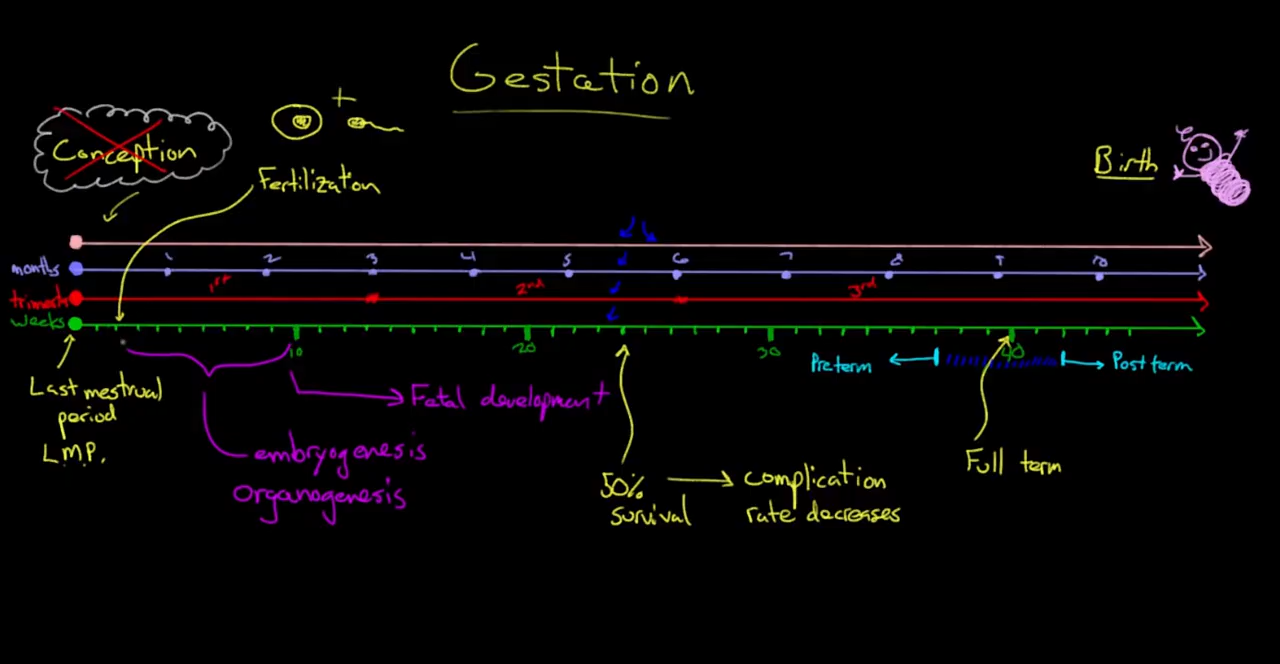 Gestation
Conception
Fertilization
Birth
months
1 2 3 4 5 6 7 8 9 10
1st 2nd 3rd
trimesters
weeks
10 20 30 40
Preterm
Post term
Last mestrual
period
L.M.P.
Fetal development
embryogenesis
organogenesis
50%
survival
complication
rate decreases
Full term